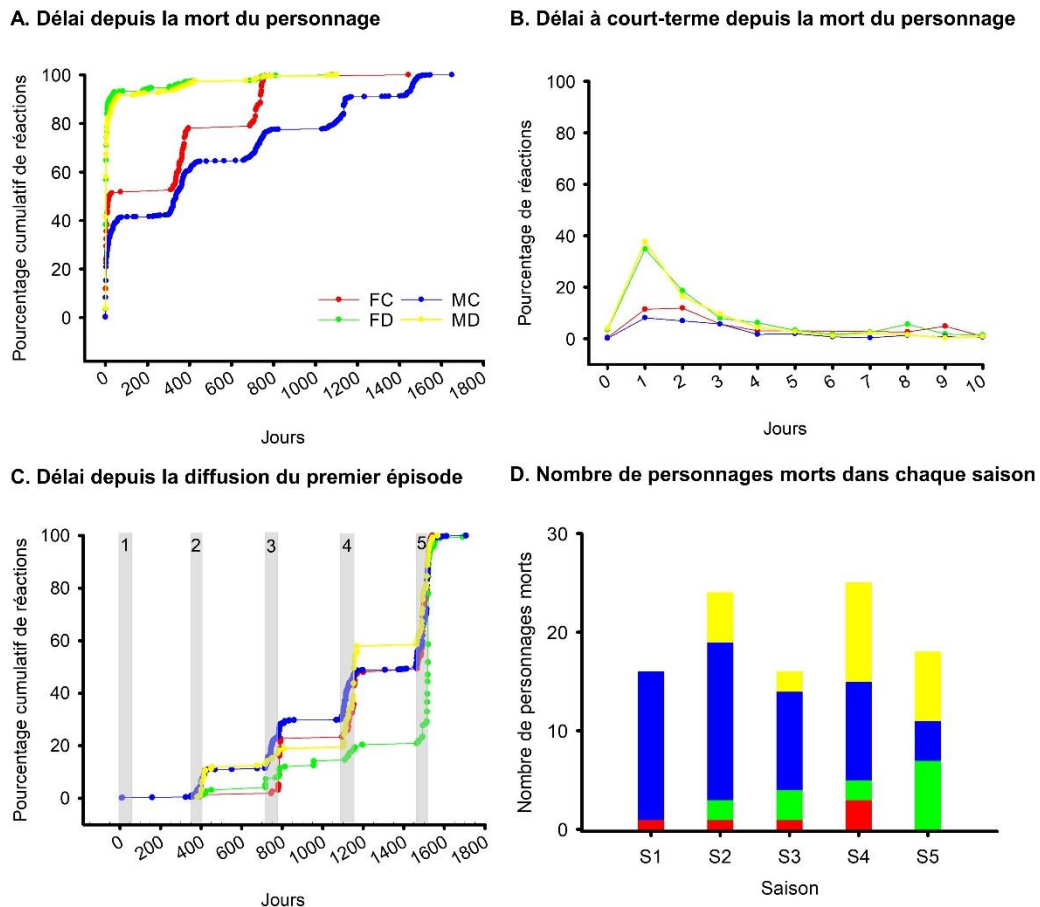 A. Délai depuis la mort du personnage
Pourcentage cumulatif de réactions
100
80
60
40
20
0
FC
MC
FD
MD
0
200
400
600
800
1000
1200
1400
1600
1800
Jours
B. Délai à court-terme depuis la mort du personnage
Pourcentage de réactions
100
80
60
40
20
0
0
1
2
3
4
5
6
7
8
9
10
Jours
C. Délai depuis la diffusion du premier épisode
Pourcentage cumulatif de réactions
100
80
60
40
20
0
1
2
3
4
5
0
200
400
600
800
1000
1200
1400
1600
1800
Jours
D. Nombre de personnages morts dans chaque saison
Nombre de personnages morts
30
20
10
0
S1
S2
S3
S4
S5
Saison